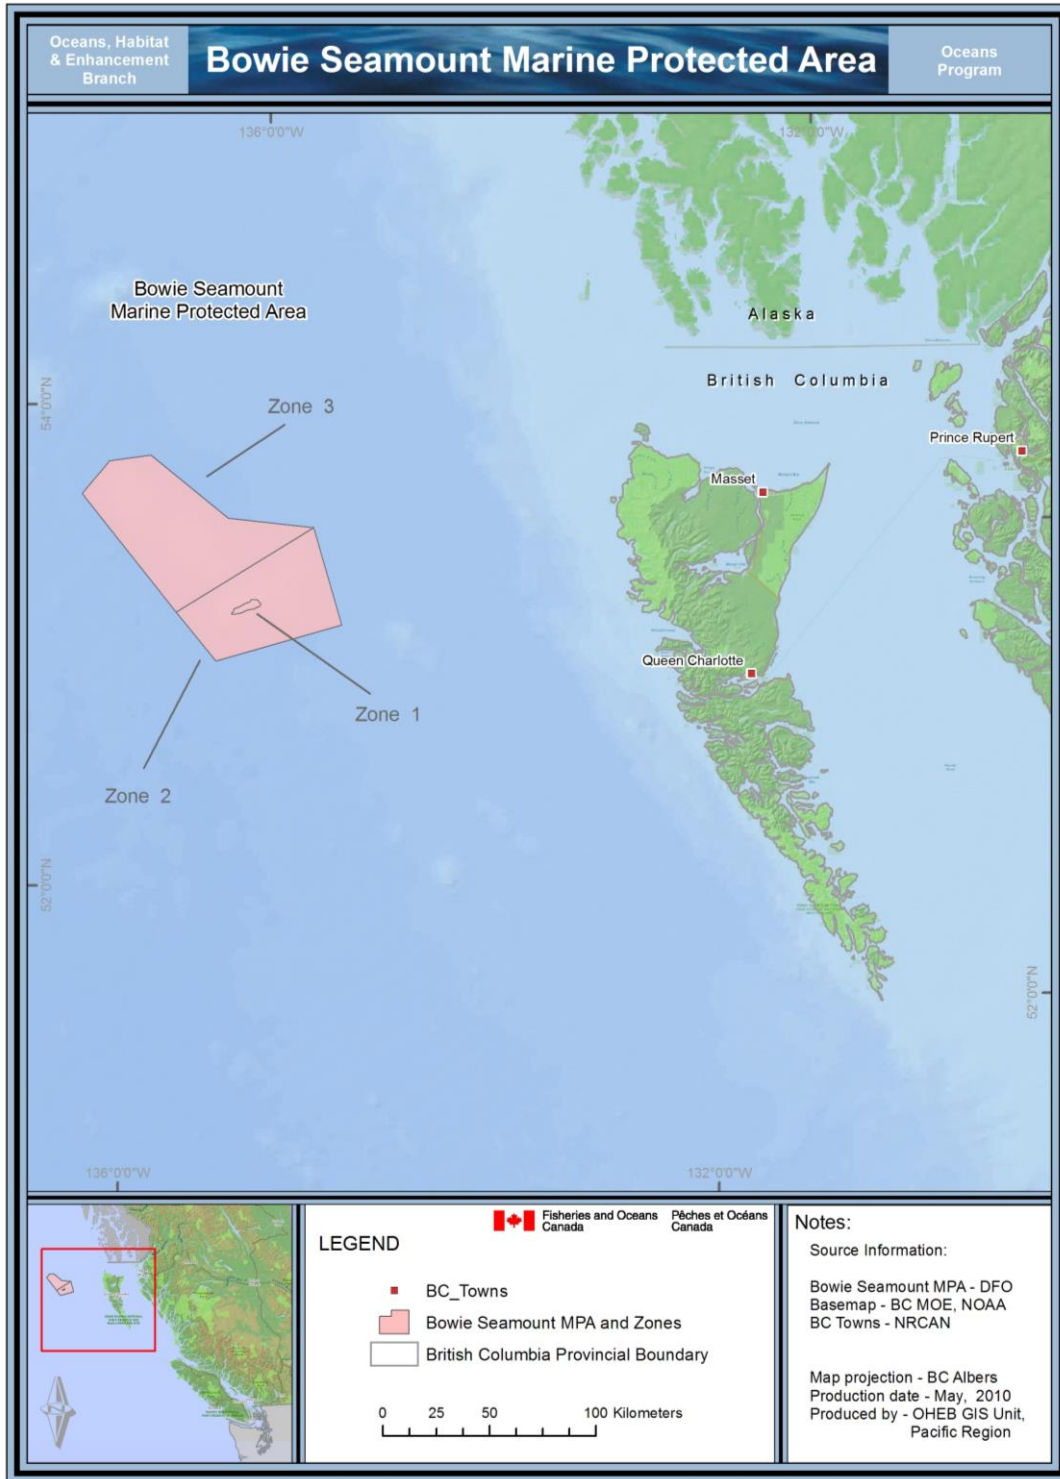 Oceans, Habitat
& Enhancement
Branch
Bowie Seamount Marine Protected Area
Oceans
Program
136°0'0"W
132°0'0"W
Bowie Seamount
Marine Protected Area
Alaska
British Columbia
54°0'0"N
Zone 3
Prince Rupert
Masset
Queen Charlotte
Zone 1
Zone 2
52°0'0"N
52°0'0"N
136°0'0"W
132°0'0"W
N
LEGEND
Fisheries and Oceans
Canada
Pêches et Océans
Canada
BC_Towns
Bowie Seamount MPA and Zones
British Columbia Provincial Boundary
0 25 50 100 Kilometers
Notes:
Source Information:
Bowie Seamount MPA - DFO
Basemap - BC MOE, NOAA
BC Towns - NRCAN
Map projection - BC Albers
Production date - May, 2010
Produced by - OHEB GIS Unit,
Pacific Region